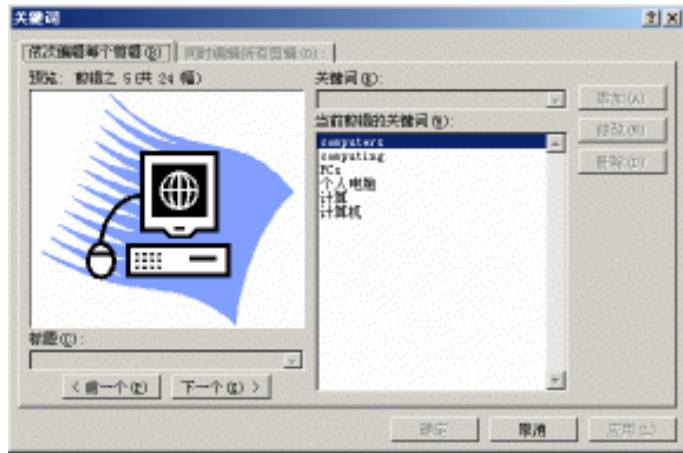 关键词
依次编辑每个剪辑(B)
同时编辑所有剪辑(O):
预览: 剪辑之 5(共 24 幅)
标题(C):
< 前一个(E)
下一个(X) >
关键词(K):
当前剪辑的关键词(W):
computers
computing
PCs
个人电脑
计算
计算机
添加(A)
修改(M)
删除(D)
确定
取消
应用(L)